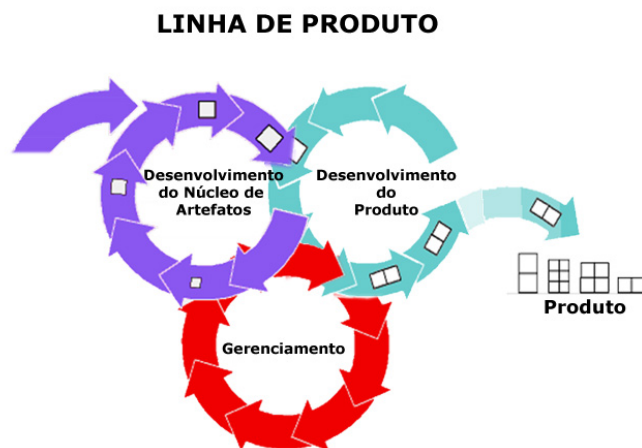 LINHA DE PRODUTO
Desenvolvimento
do Núcleo de
Artefatos
Desenvolvimento
do
Produto
Gerenciamento
Produto